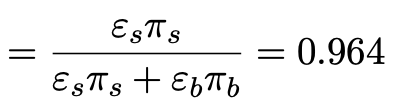 = \frac{\varepsilon_s \pi_s}{\varepsilon_s \pi_s + \varepsilon_b \pi_b} = 0.964